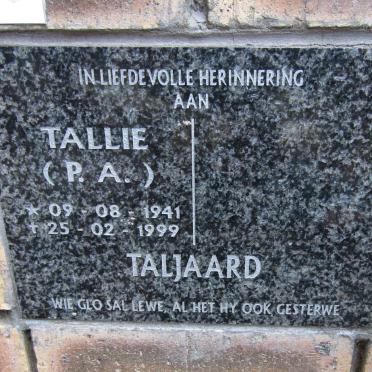 IN LIEFDEVOLLE HERINNERING
AAN
TALLIE
( P. A. )
* 09 - 08 - 1941
† 25 - 02 - 1999
TALJAARD
WIE GLO SAL LEWE, AL HET HY OOK GESTERWE